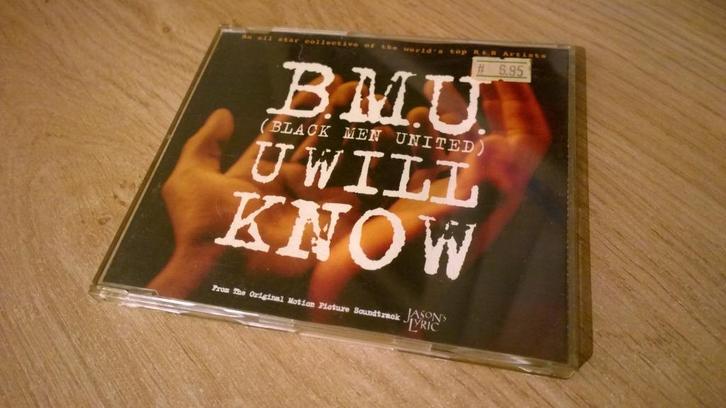 An all star collective of the world's top R&B Artists
# 6.95
B.M.U.
(BLACK MEN UNITED)
U WILL
KNOW
From The Original Motion Picture Soundtrack JASON'S LYRIC